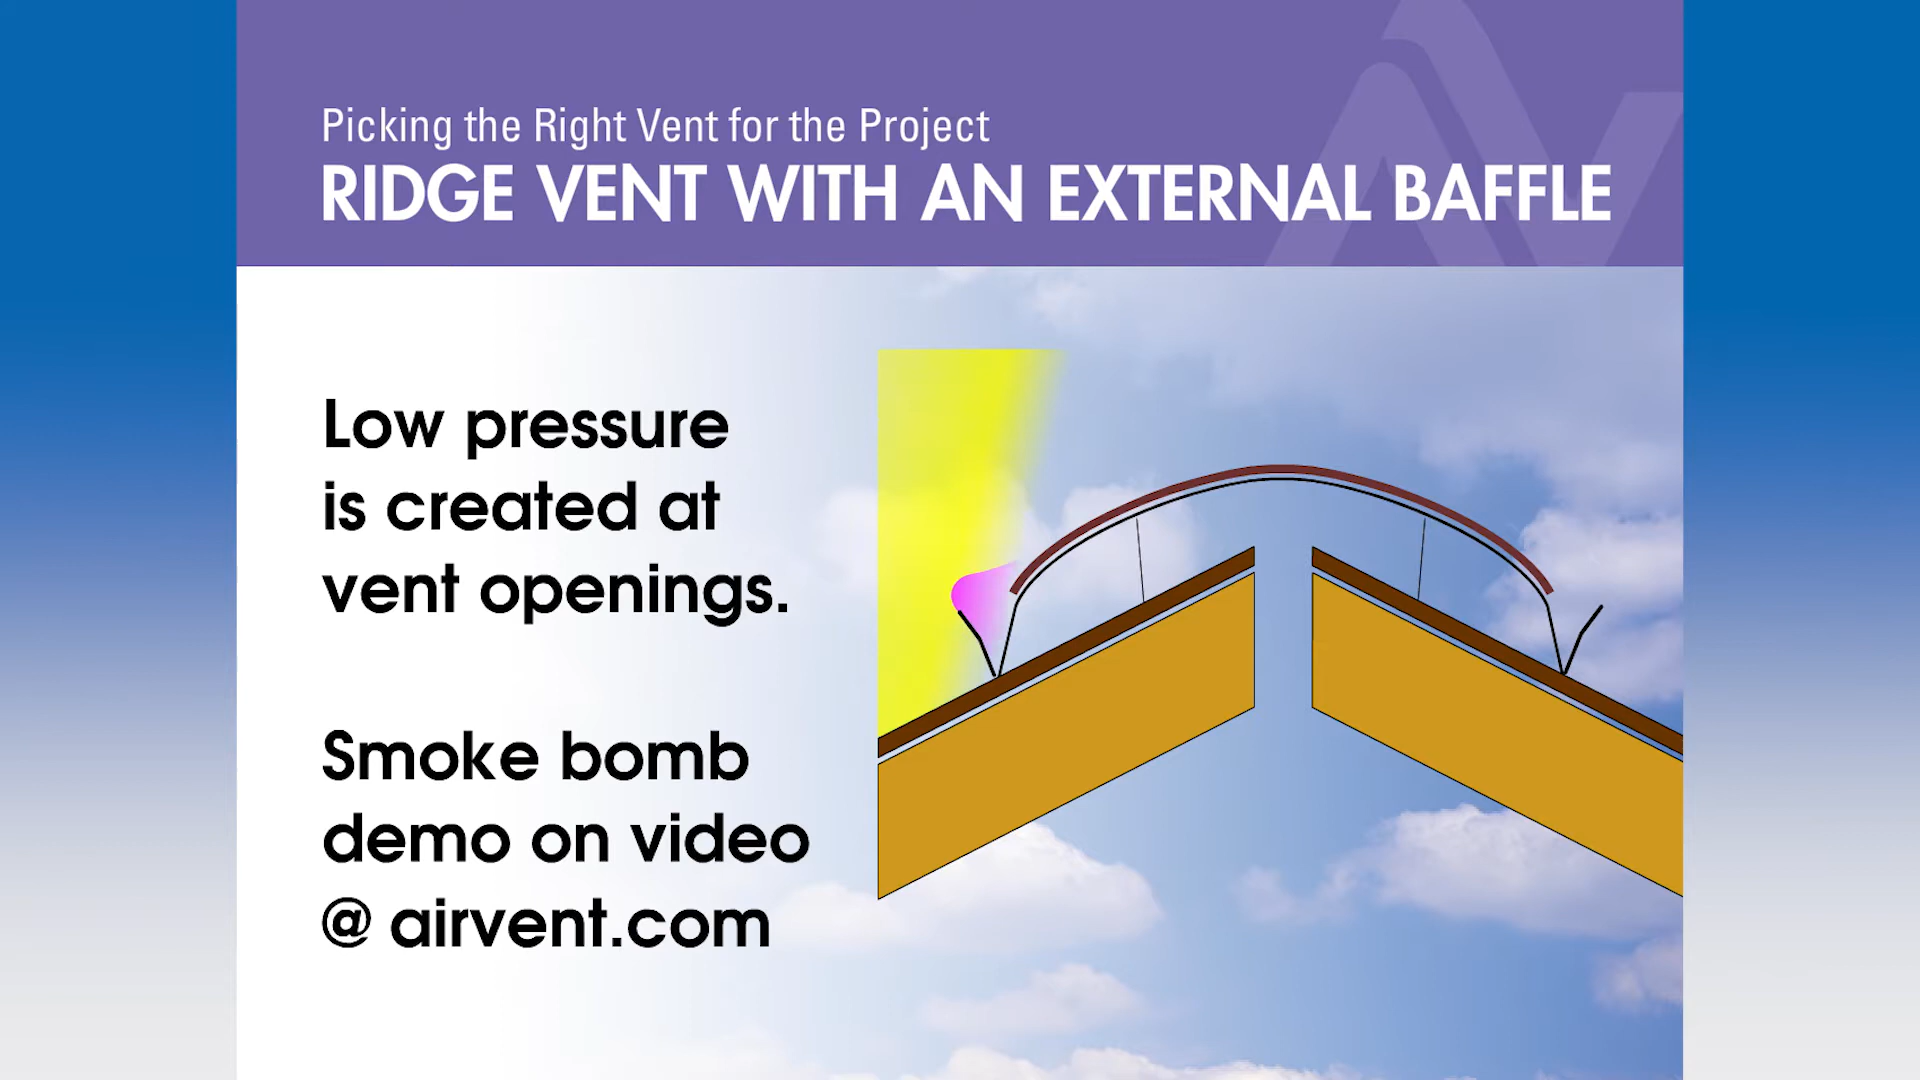 Picking the Right Vent for the Project
RIDGE VENT WITH AN EXTERNAL BAFFLE
Low pressure
is created at
vent openings.
Smoke bomb
demo on video
@ airvent.com